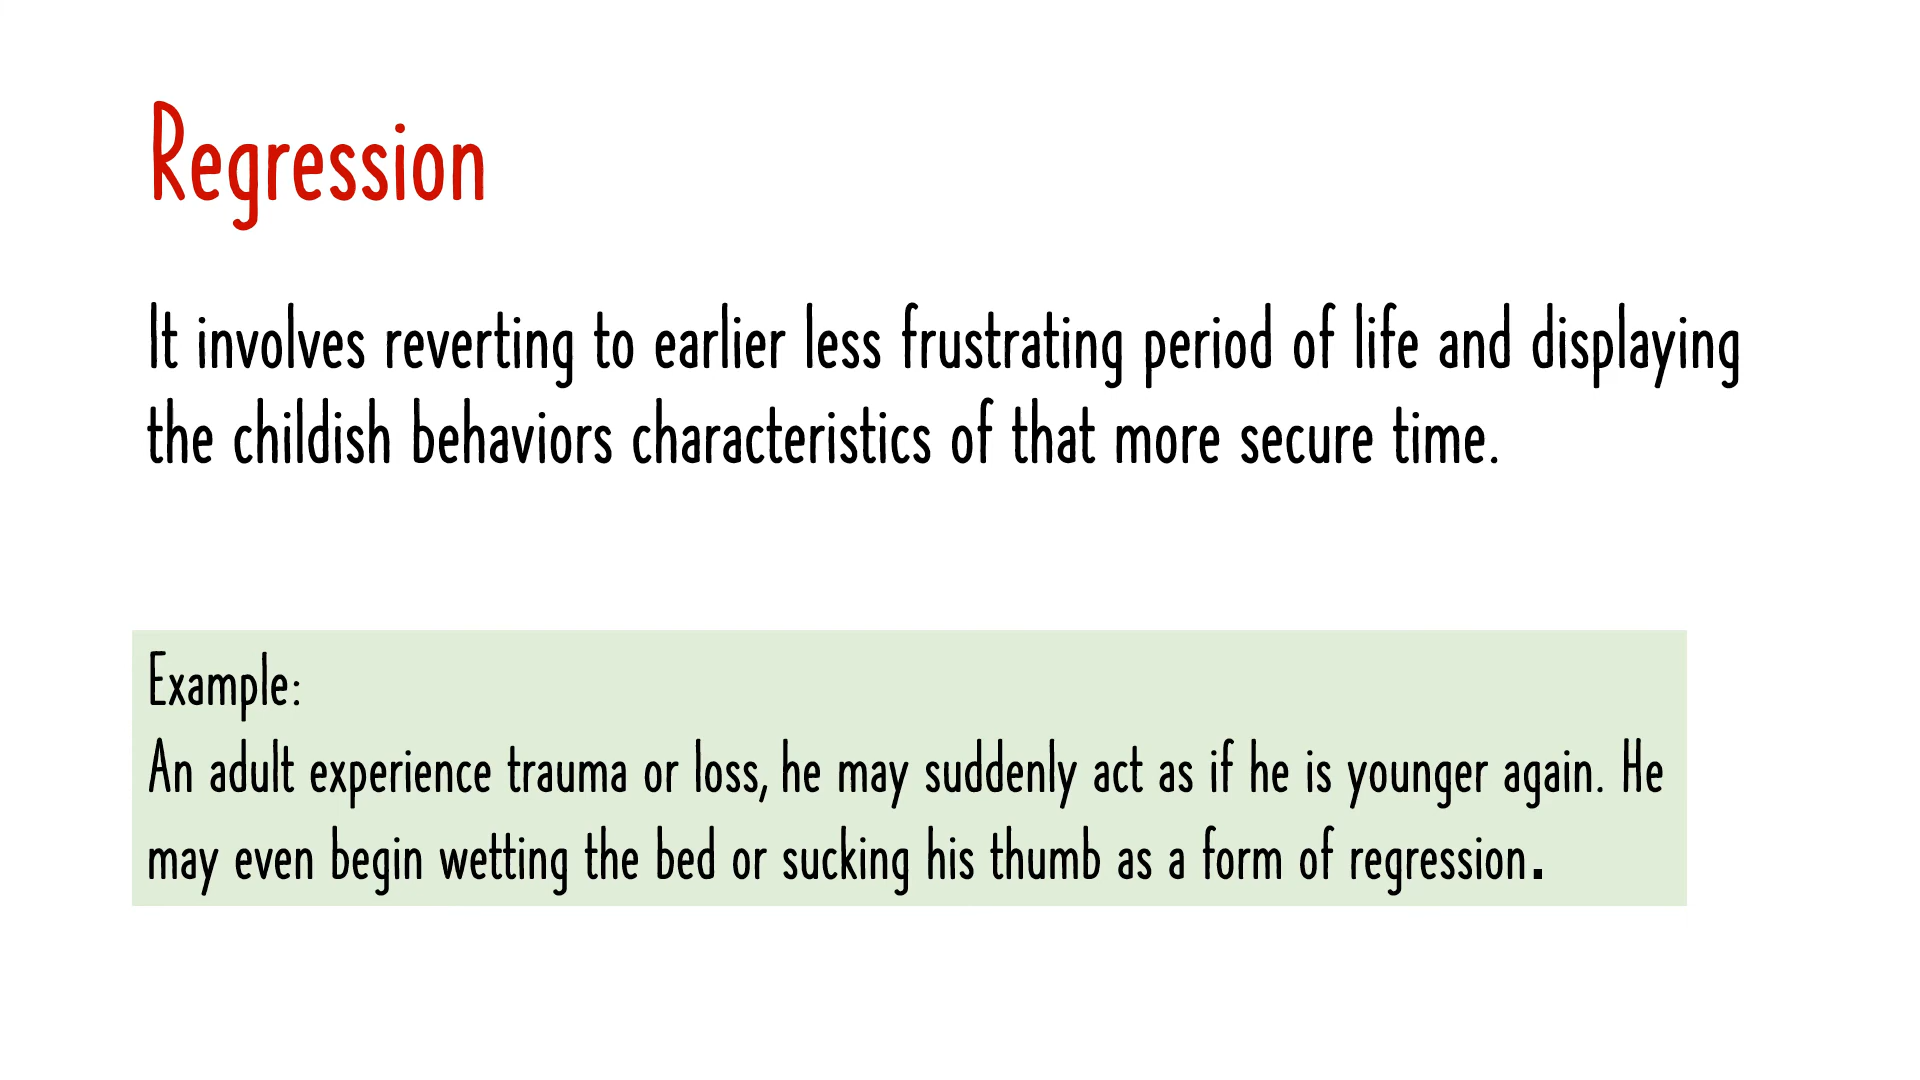 Regression
It involves reverting to earlier less frustrating period of life and displaying
the childish behaviors characteristics of that more secure time.
Example:
An adult experience trauma or loss, he may suddenly act as if he is younger again. He
may even begin wetting the bed or sucking his thumb as a form of regression.